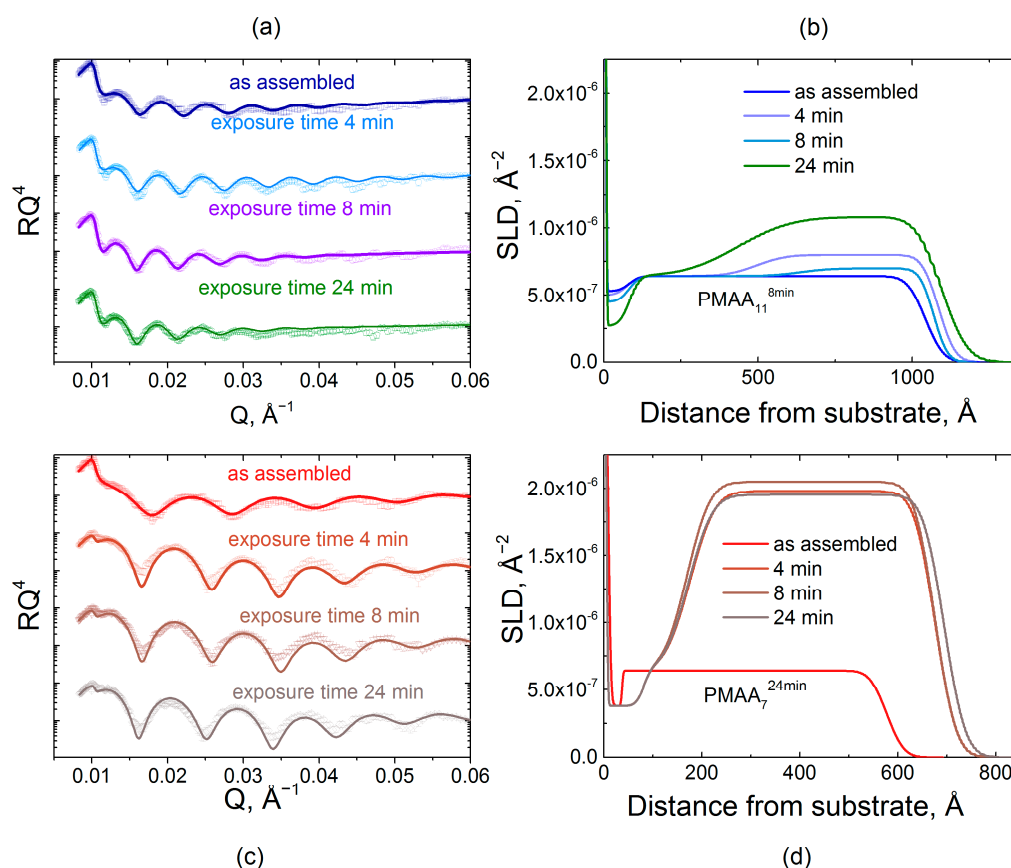 (a)
(b)
RQ⁴
as assembled
exposure time 4 min
exposure time 8 min
exposure time 24 min
0.01 0.02 0.03 0.04 0.05 0.06
Q, Å⁻¹
SLD, Å⁻²
2.0x10⁻⁶
1.5x10⁻⁶
1.0x10⁻⁶
5.0x10⁻⁷
0.0
as assembled
4 min
8 min
24 min
PMAA₁₁⁸ᵐⁱⁿ
0 500 1000
Distance from substrate, Å
RQ⁴
as assembled
exposure time 4 min
exposure time 8 min
exposure time 24 min
0.01 0.02 0.03 0.04 0.05 0.06
Q, Å⁻¹
SLD, Å⁻²
2.0x10⁻⁶
1.5x10⁻⁶
1.0x10⁻⁶
5.0x10⁻⁷
0.0
as assembled
4 min
8 min
24 min
PMAA₇²⁴ᵐⁱⁿ
0 200 400 600 800
Distance from substrate, Å
(c)
(d)